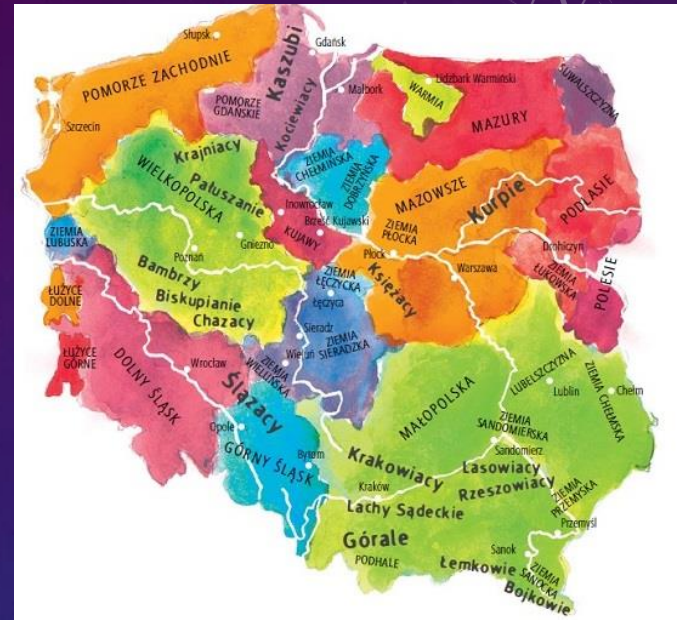 Słupsk
Gdańsk
POMORZE ZACHODNIE
Kaszubi
Kociewiacy
POMORZE
GDAŃSKIE
Malbork
Lidzbark Warmiński
WARMIA
MAZURY
SUWALSZCZYZNA
Szczecin
Krajniacy
WIELKOPOLSKA
Pałuszanie
ZIEMIA
CHEŁMIŃSKA
ZIEMIA
DOBRZYŃSKA
Inowrocław
Brześć Kujawski
KUJAWY
MAZOWSZE
Kurpie
PODLASIE
ZIEMIA
LUBUSKA
Poznań
Gniezno
ZIEMIA
PŁOCKA
Płock
Księżacy
Warszawa
Drohiczyn
ZIEMIA
ŁUKOWSKA
POLESIE
Bambrzy
Biskupianie
Chazacy
ZIEMIA
ŁĘCZYCKA
Łęczyca
ŁUŻYCE
DOLNE
ŁUŻYCE
GÓRNE
DOLNY ŚLĄSK
Wrocław
Sieradz
ZIEMIA
SIERADZKA
Wieluń
ZIEMIA
WIELUŃSKA
Ślązacy
MAŁOPOLSKA
LUBELSZCZYZNA
Lublin
Chełm
ZIEMIA CHEŁMSKA
Opole
GÓRNY ŚLĄSK
Bytom
ZIEMIA
SANDOMIERSKA
Sandomierz
Krakowiacy
Lasowiacy
Rzeszowiacy
Kraków
Lachy Sądeckie
ZIEMIA
PRZEMYSKA
Przemyśl
Górale
PODHALE
Sanok
ZIEMIA
SANOCKA
Łemkowie
Bojkowie